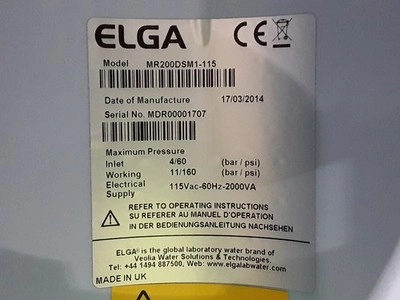 ELGA CE
Model MR200DSM1-115
Date of Manufacture 17/03/2014
Serial No. MDR00001707
Maximum Pressure
Inlet 4/60 (bar / psi)
Working 11/160 (bar / psi)
Electrical 115Vac-60Hz-2000VA
Supply
REFER TO OPERATING INSTRUCTIONS
SU REFERER AU MANUEL D'OPERATION
IN DER BEDIENUNGSANLEITUNG NACHSEHEN
ELGA® is the global laboratory water brand of
Veolia Water Solutions & Technologies.
Tel: +44 1494 887500, Web: www.elgalabwater.com
MADE IN UK